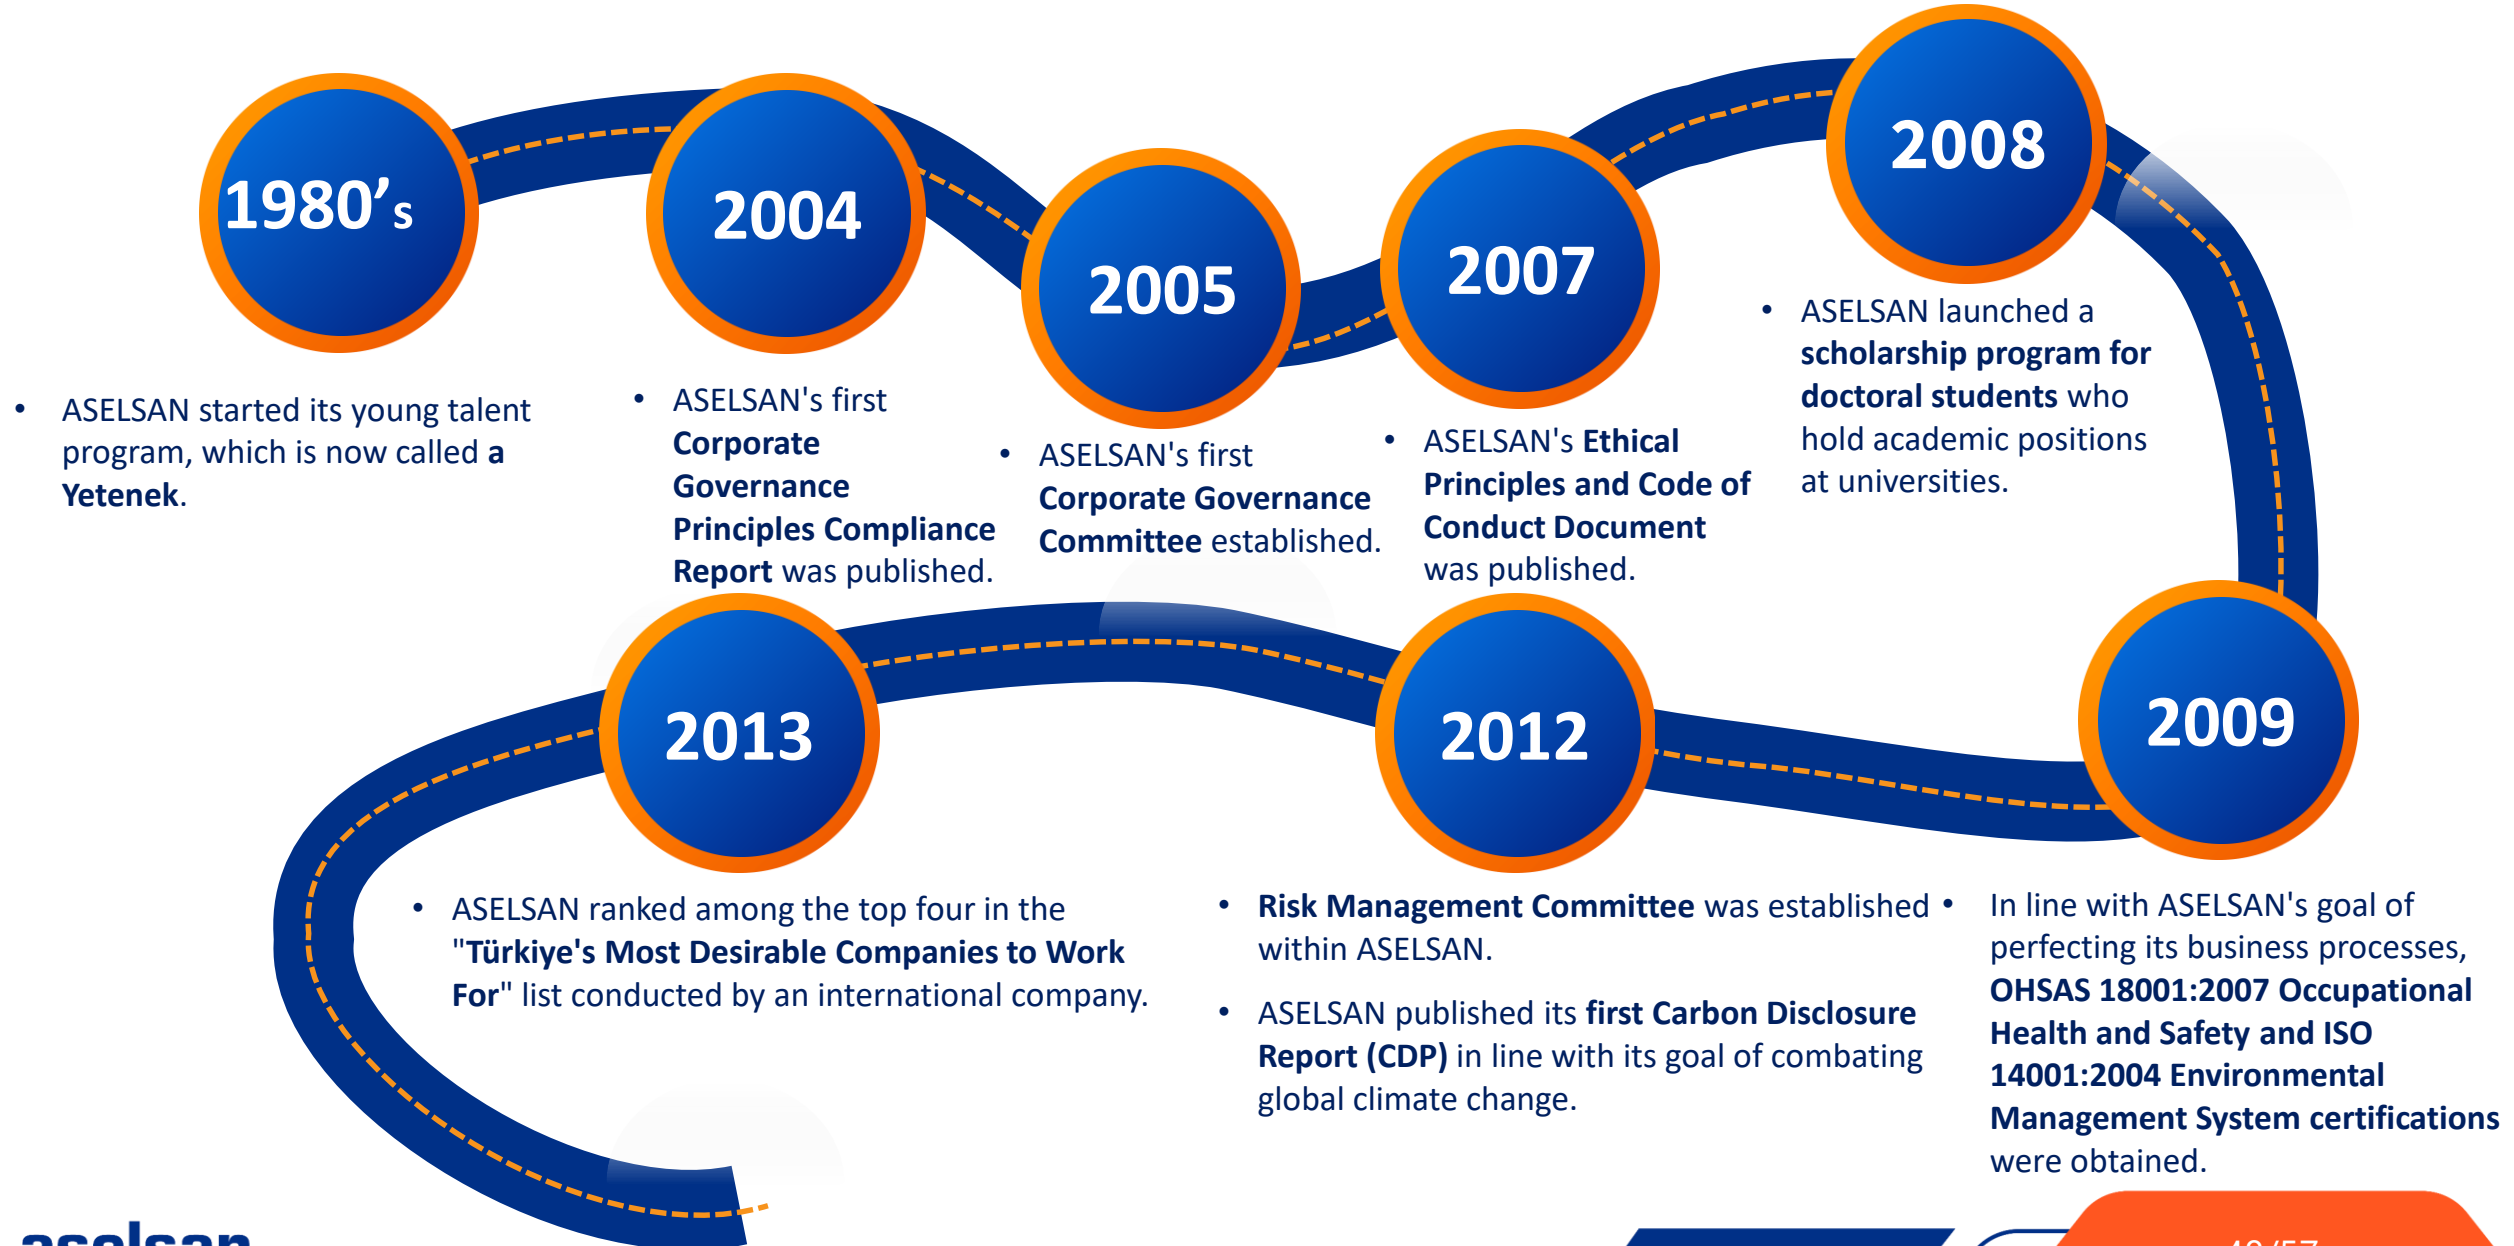 1980's
• ASELSAN started its young talent
program, which is now called a
Yetenek.
2004
• ASELSAN's first
Corporate
Governance
Principles Compliance
Report was published.
2005
• ASELSAN's first
Corporate Governance
Committee established.
2007
• ASELSAN's Ethical
Principles and Code of
Conduct Document
was published.
2008
• ASELSAN launched a
scholarship program for
doctoral students who
hold academic positions
at universities.
2009
• In line with ASELSAN's goal of
perfecting its business processes,
OHSAS 18001:2007 Occupational
Health and Safety and ISO
14001:2004 Environmental
Management System certifications
were obtained.
2012
• Risk Management Committee was established
within ASELSAN.
• ASELSAN published its first Carbon Disclosure
Report (CDP) in line with its goal of combating
global climate change.
2013
• ASELSAN ranked among the top four in the
"Türkiye's Most Desirable Companies to Work
For" list conducted by an international company.
aselsan